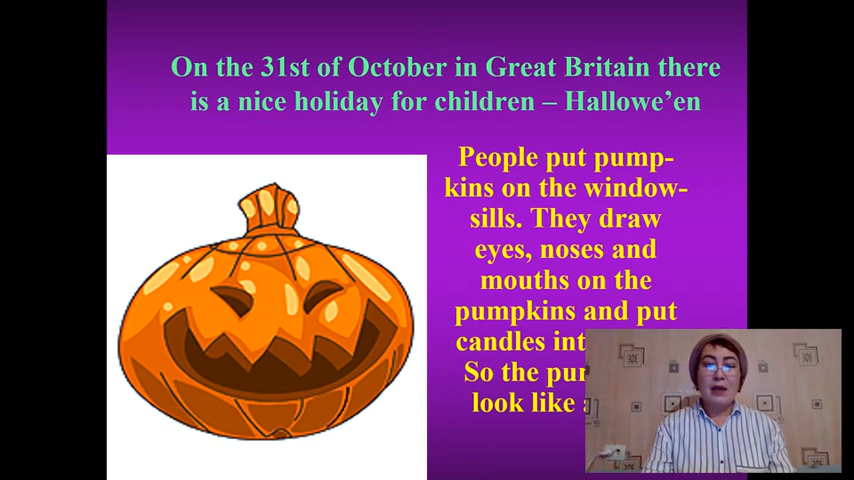 On the 31st of October in Great Britain there
is a nice holiday for children – Hallowe'en
People put pump-
kins on the window-
sills. They draw
eyes, noses and
mouths on the
pumpkins and put
candles
So the
look like